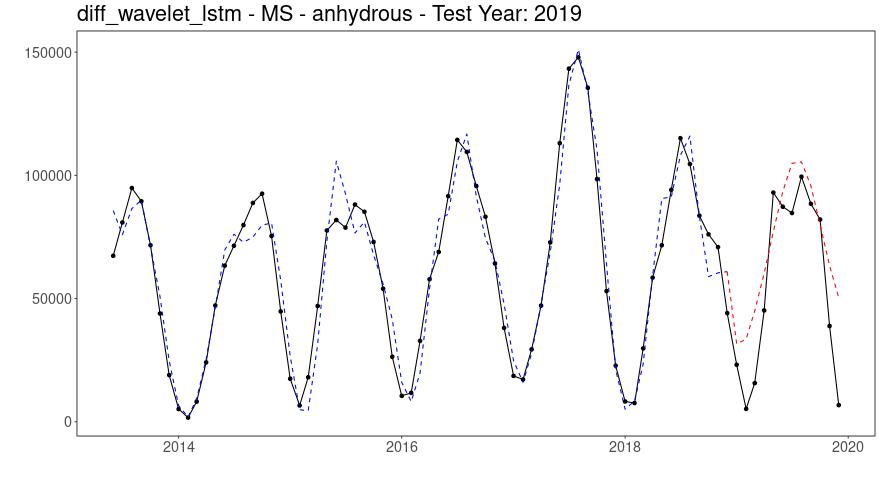 diff_wavelet_lstm - MS - anhydrous - Test Year: 2019
150000
100000
50000
0
2014 2016 2018 2020